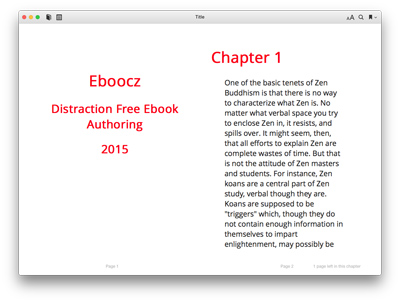 Title
Eboocz
Distraction Free Ebook
Authoring
2015
Page 1
Chapter 1
One of the basic tenets of Zen
Buddhism is that there is no way
to characterize what Zen is. No
matter what verbal space you try
to enclose Zen in, it resists, and
spills over. It might seem, then,
that all efforts to explain Zen are
complete wastes of time. But that
is not the attitude of Zen masters
and students. For instance, Zen
koans are a central part of Zen
study, verbal though they are.
Koans are supposed to be
"triggers" which, though they do
not contain enough information in
themselves to impart
enlightenment, may possibly be
Page 2
1 page left in this chapter